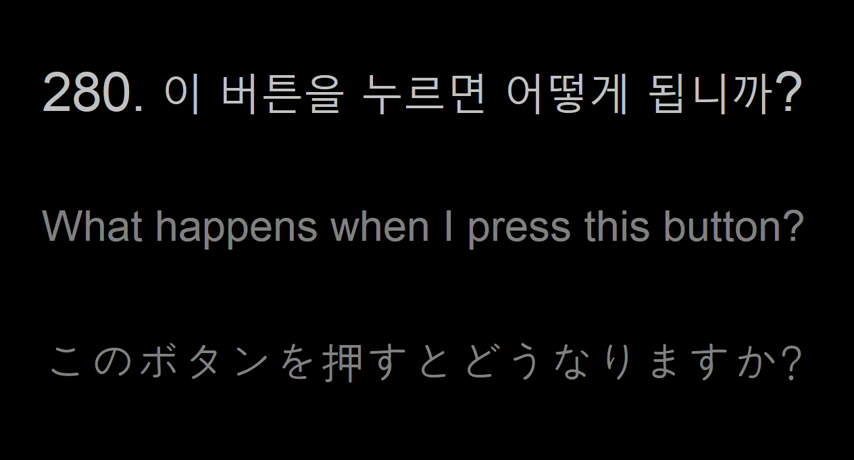 280. 이 버튼을 누르면 어떻게 됩니까?
What happens when I press this button?
このボタンを押すとどうなりますか?